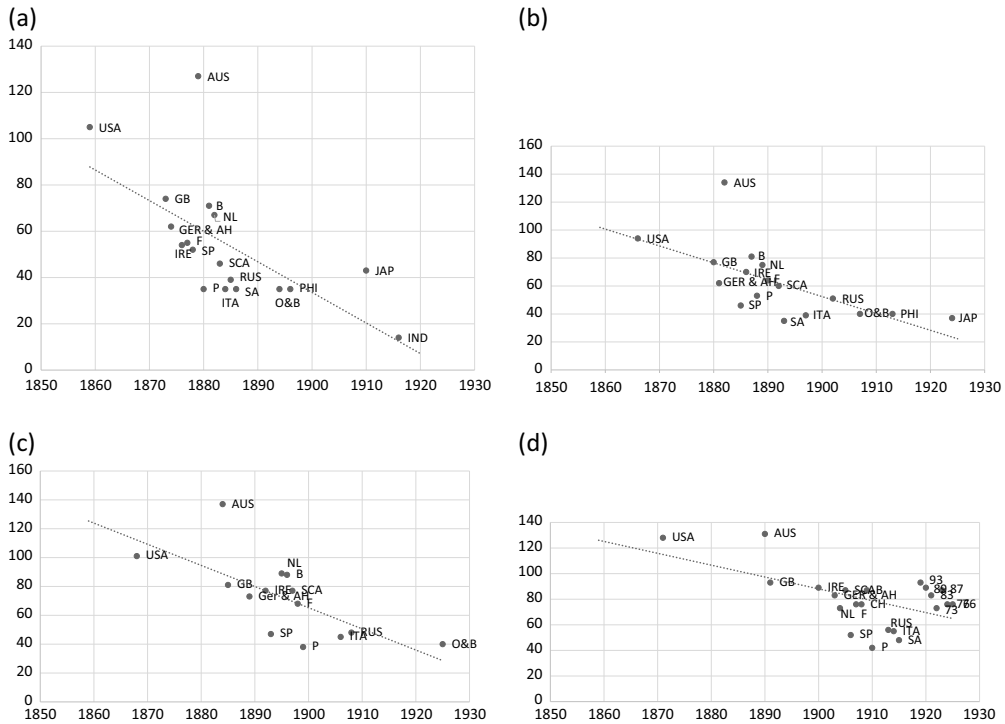 (a)
140
120
100
80
60
40
20
0
1850 1860 1870 1880 1890 1900 1910 1920 1930
AUS
USA
GB
B
NL
GER & AH
F
IRE
SP
SCA
RUS
P
ITA
SA
O&B
PHI
JAP
IND
(b)
160
140
120
100
80
60
40
20
0
1850 1860 1870 1880 1890 1900 1910 1920 1930
AUS
USA
B
GB
NL
IRE
F
GER & AH
SCA
P
SP
RUS
ITA
SA
O&B
PHI
JAP
(c)
160
140
120
100
80
60
40
20
0
1850 1860 1870 1880 1890 1900 1910 1920 1930
AUS
USA
NL
B
GB
IRE
SCA
Ger & AH
F
SP
P
ITA
RUS
O&B
(d)
140
120
100
80
60
40
20
0
1850 1860 1870 1880 1890 1900 1910 1920 1930
USA
AUS
GB
IRE
SCA
B
GER & AH
NL
F
CH
SP
P
RUS
ITA
SA
93
89
87
83
76
76
73